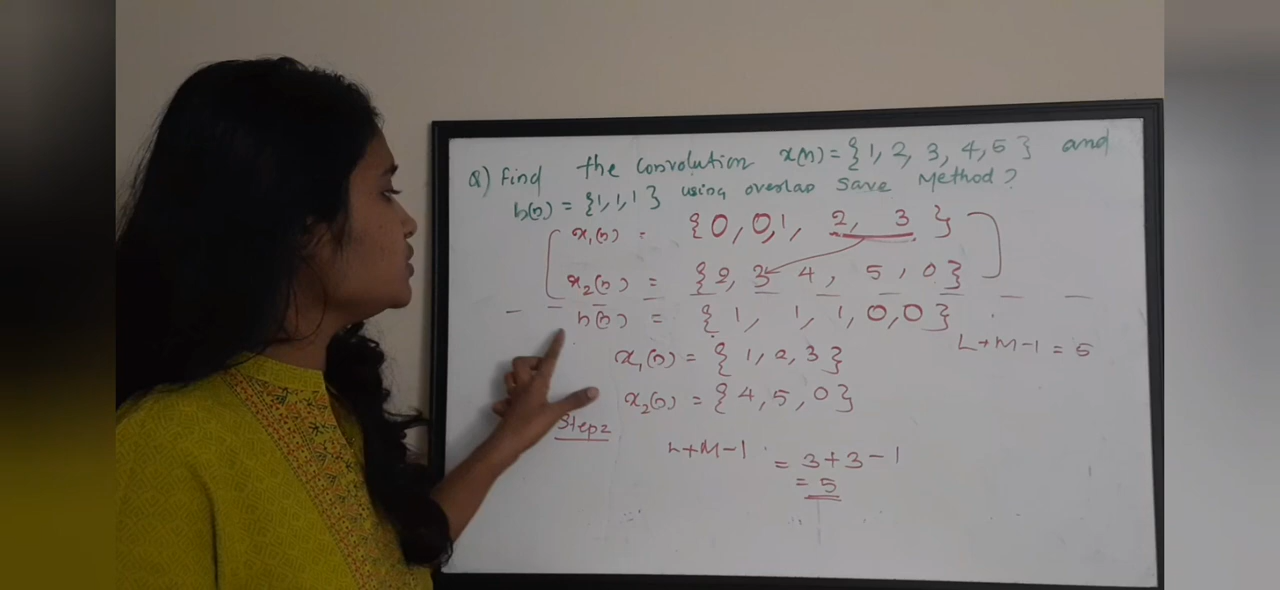 Q) Find the convolution x(n) = {1, 2, 3, 4, 5} and
h(n) = {1, 1, 1} using overlap save Method?
x₁(n) = {0, 0, 1, 2, 3}
x₂(n) = {2, 3 4, 5, 0}
h(n) = {1, 1, 1, 0, 0}
L+M-1 = 5
x₁(n) = {1, 2, 3}
x₂(n) = {4, 5, 0}
Step 2
L+M-1 = 3+3-1
= 5